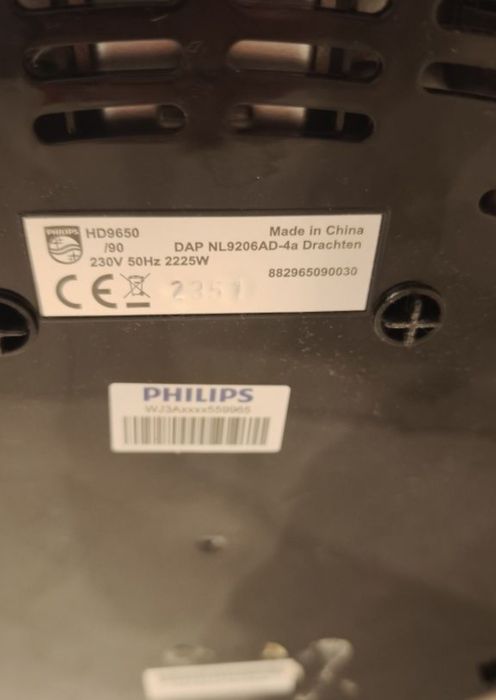 PHILIPS
HD9650
/90
Made in China
DAP NL9206AD-4a Drachten
230V 50Hz 2225W
882965090030
CE
2351
PHILIPS
WJ3Axxxx559965